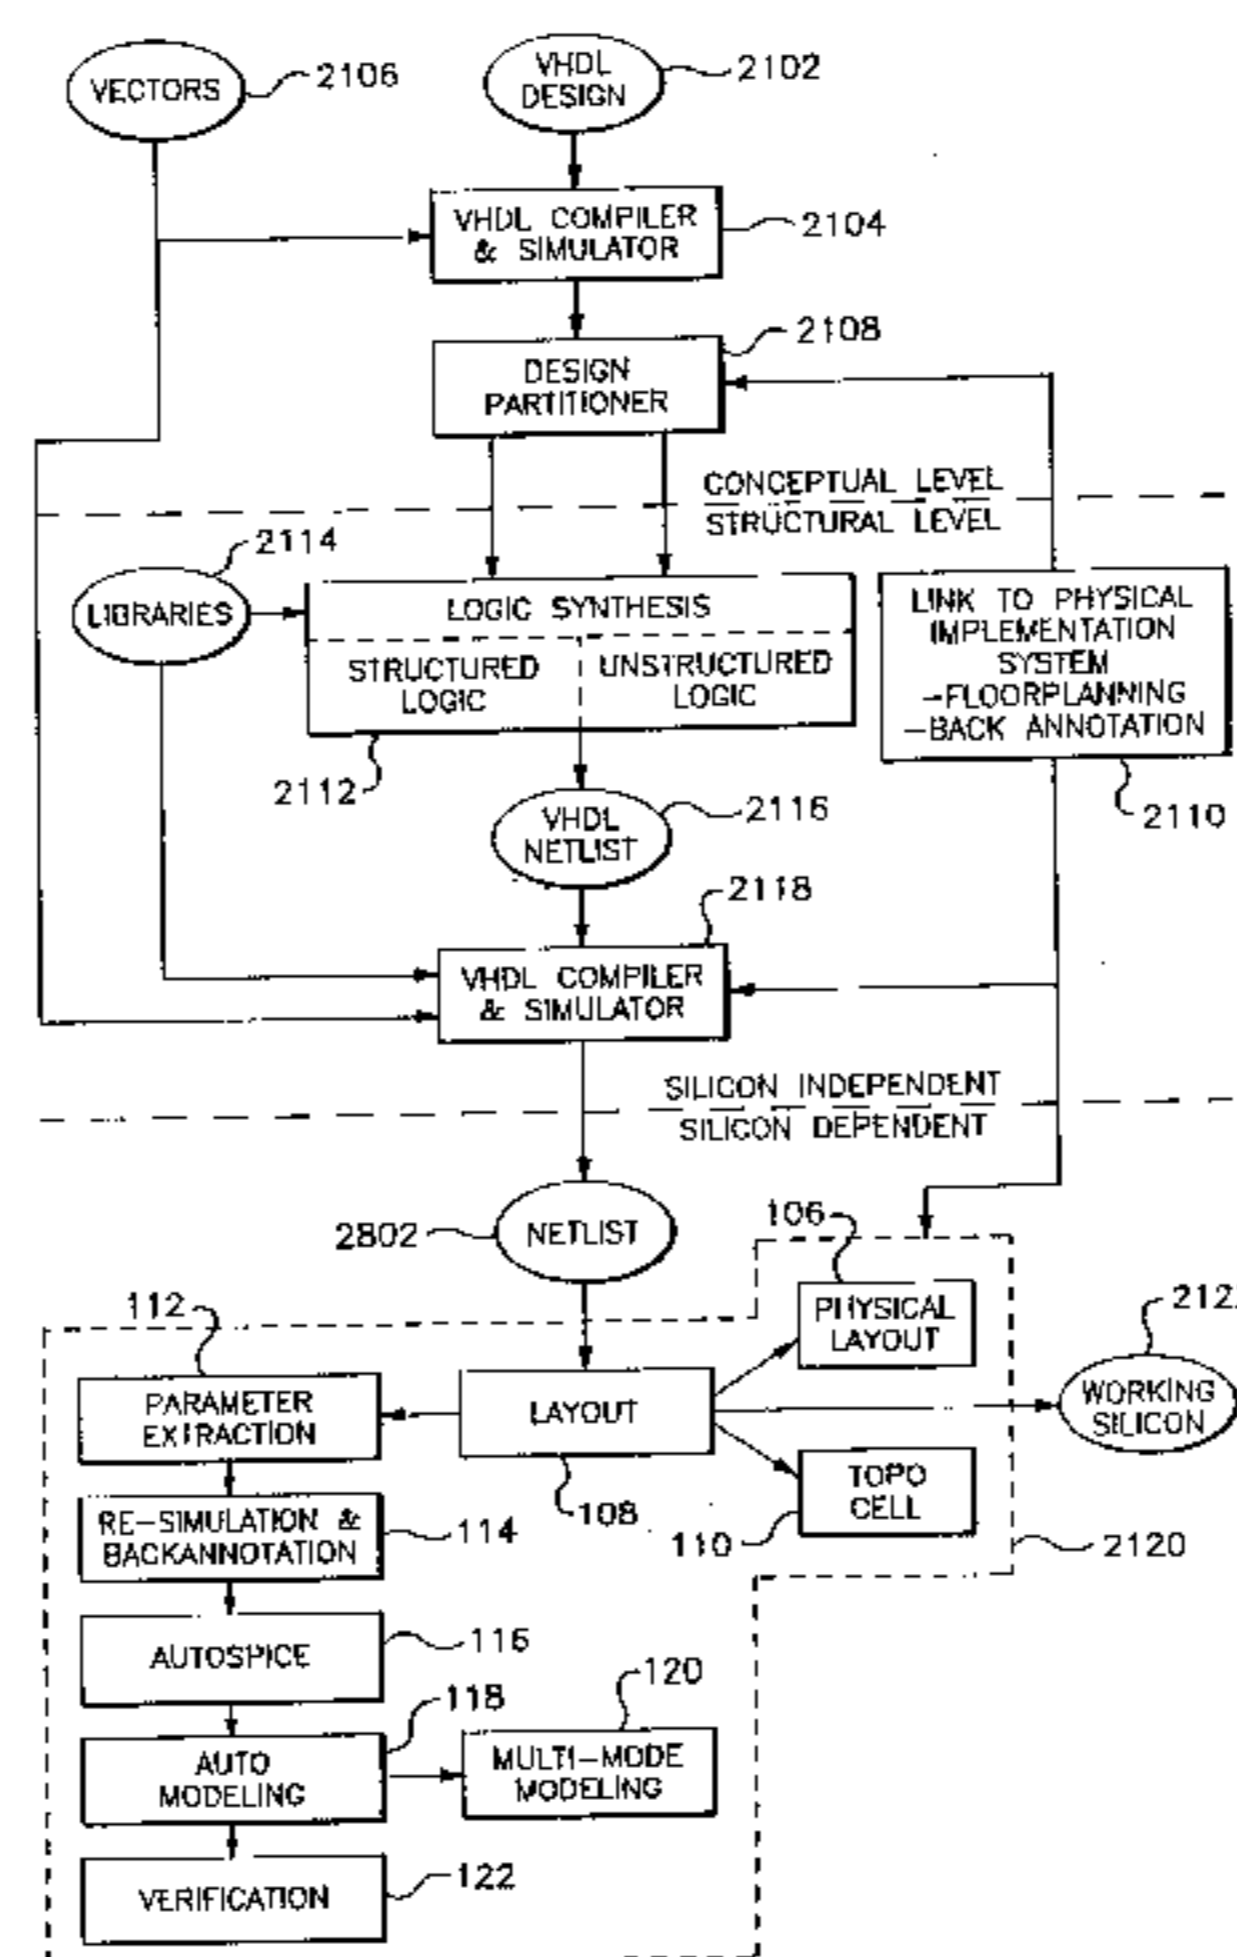 VECTORS
2106
VHDL
DESIGN
2102
VHDL COMPILER
& SIMULATOR
2104
DESIGN
PARTITIONER
2108
CONCEPTUAL LEVEL
STRUCTURAL LEVEL
2114
LIBRARIES
LOGIC SYNTHESIS
STRUCTURED
LOGIC
UNSTRUCTURED
LOGIC
2112
LINK TO PHYSICAL
IMPLEMENTATION
SYSTEM
-FLOORPLANNING
-BACK ANNOTATION
2110
VHDL
NETLIST
2116
2118
VHDL COMPILER
& SIMULATOR
SILICON INDEPENDENT
SILICON DEPENDENT
2802
NETLIST
106
PHYSICAL
LAYOUT
212
WORKING
SILICON
112
PARAMETER
EXTRACTION
LAYOUT
108
TOPO
CELL
110
2120
RE-SIMULATION &
BACKANNOTATION
114
AUTOSPICE
116
118
AUTO
MODELING
120
MULTI-MODE
MODELING
VERIFICATION
122